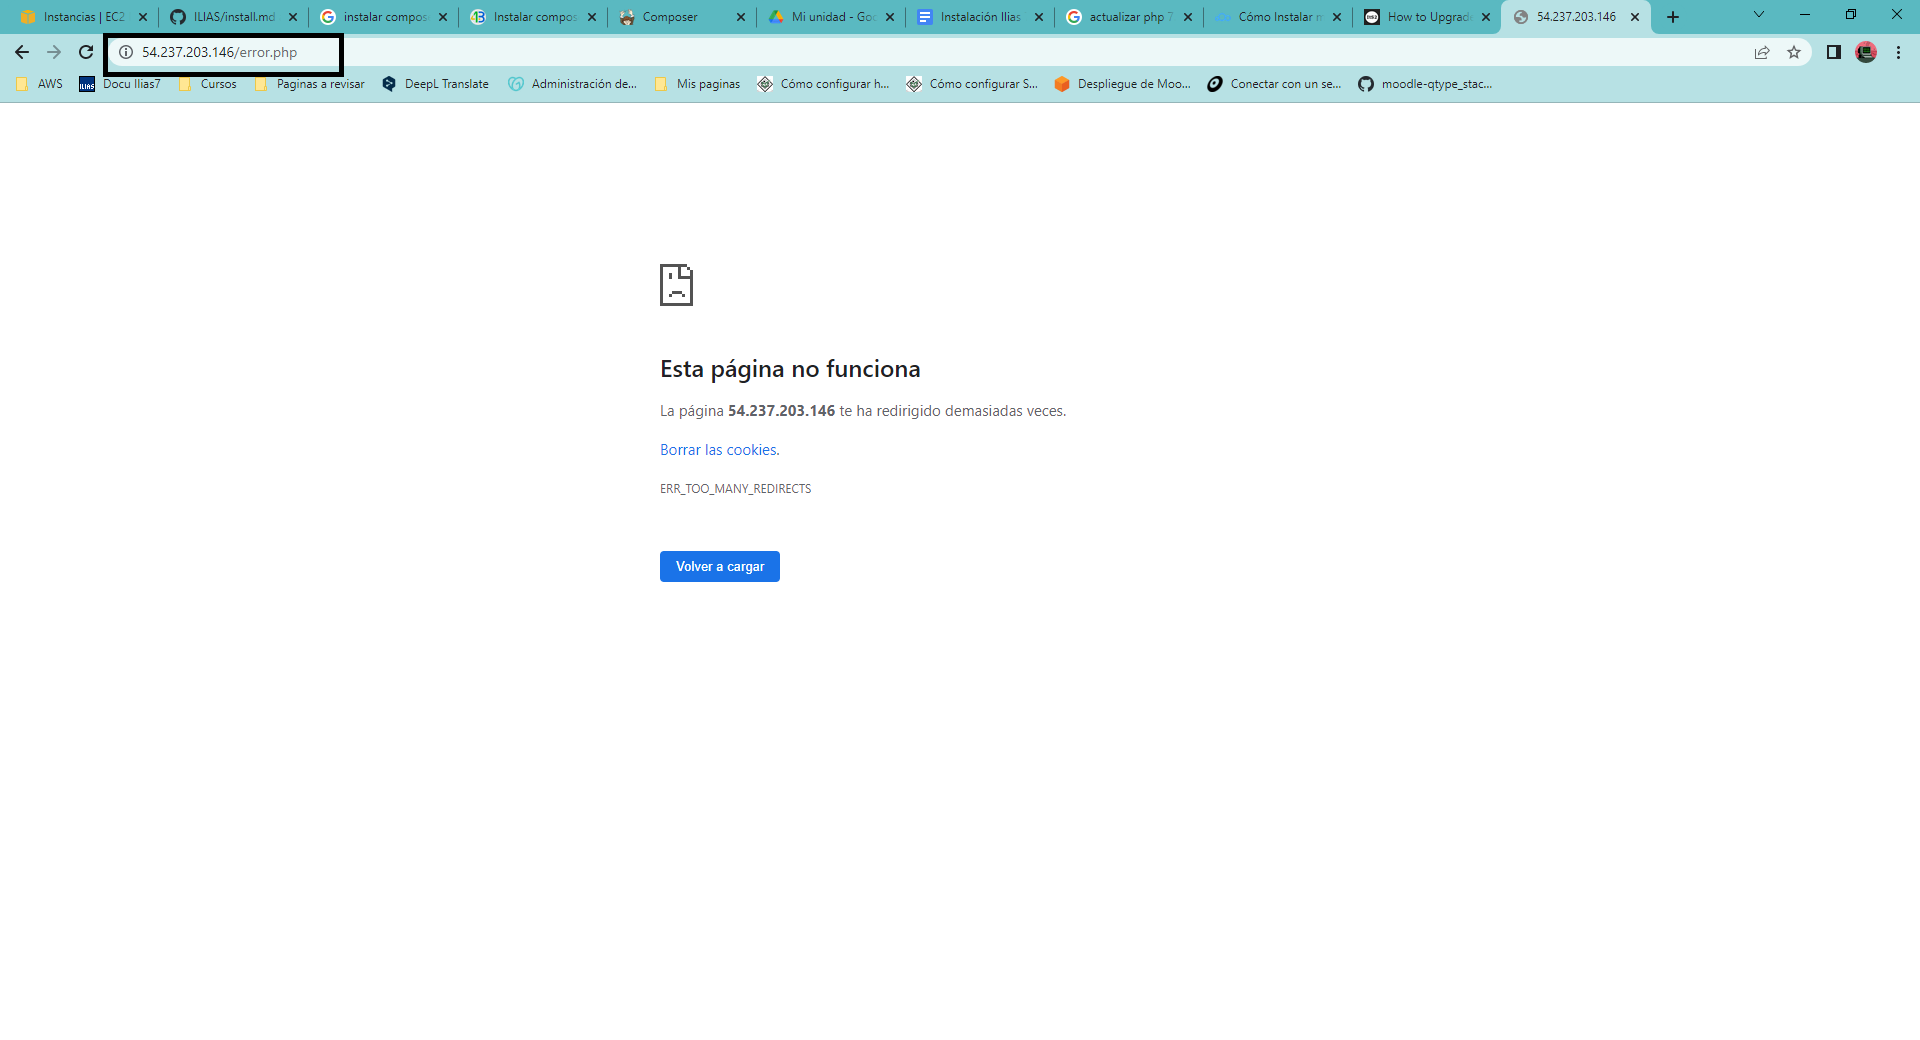 Instancias | EC2
ILIAS/install.md
instalar compos
Instalar compos
Composer
Mi unidad - Goo
Instalación Ilias
actualizar php 7
Cómo Instalar m
How to Upgrade
54.237.203.146
54.237.203.146/error.php
AWS
ILIAS
Docu Ilias7
Cursos
Paginas a revisar
DeepL Translate
Administración de...
Mis paginas
Cómo configurar h...
Cómo configurar S...
Despliegue de Moo...
Conectar con un se...
moodle-qtype_stac...
Esta página no funciona
La página 54.237.203.146 te ha redirigido demasiadas veces.
Borrar las cookies.
ERR_TOO_MANY_REDIRECTS
Volver a cargar